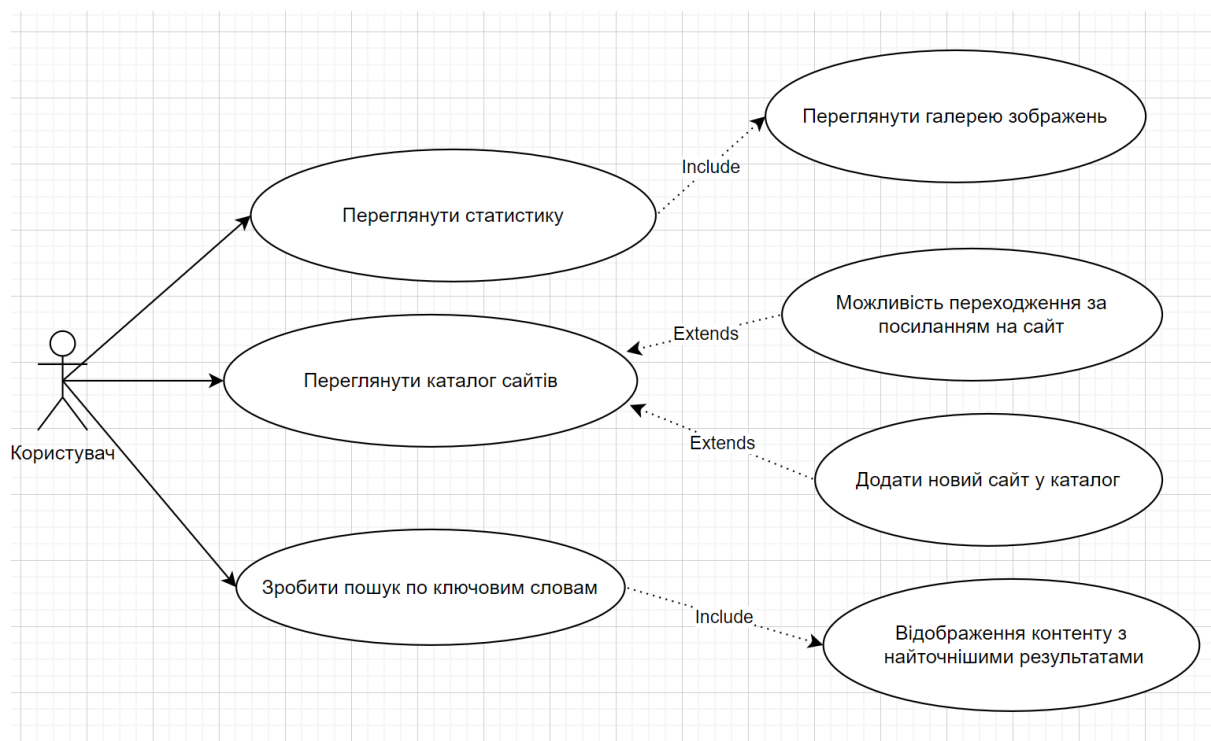 Переглянути галерею зображень
Include
Переглянути статистику
Можливість переходження за
посиланням на сайт
Extends
Переглянути каталог сайтів
Користувач
Extends
Додати новий сайт у каталог
Зробити пошук по ключовим словам
Include
Відображення контенту з
найточнішими результатами